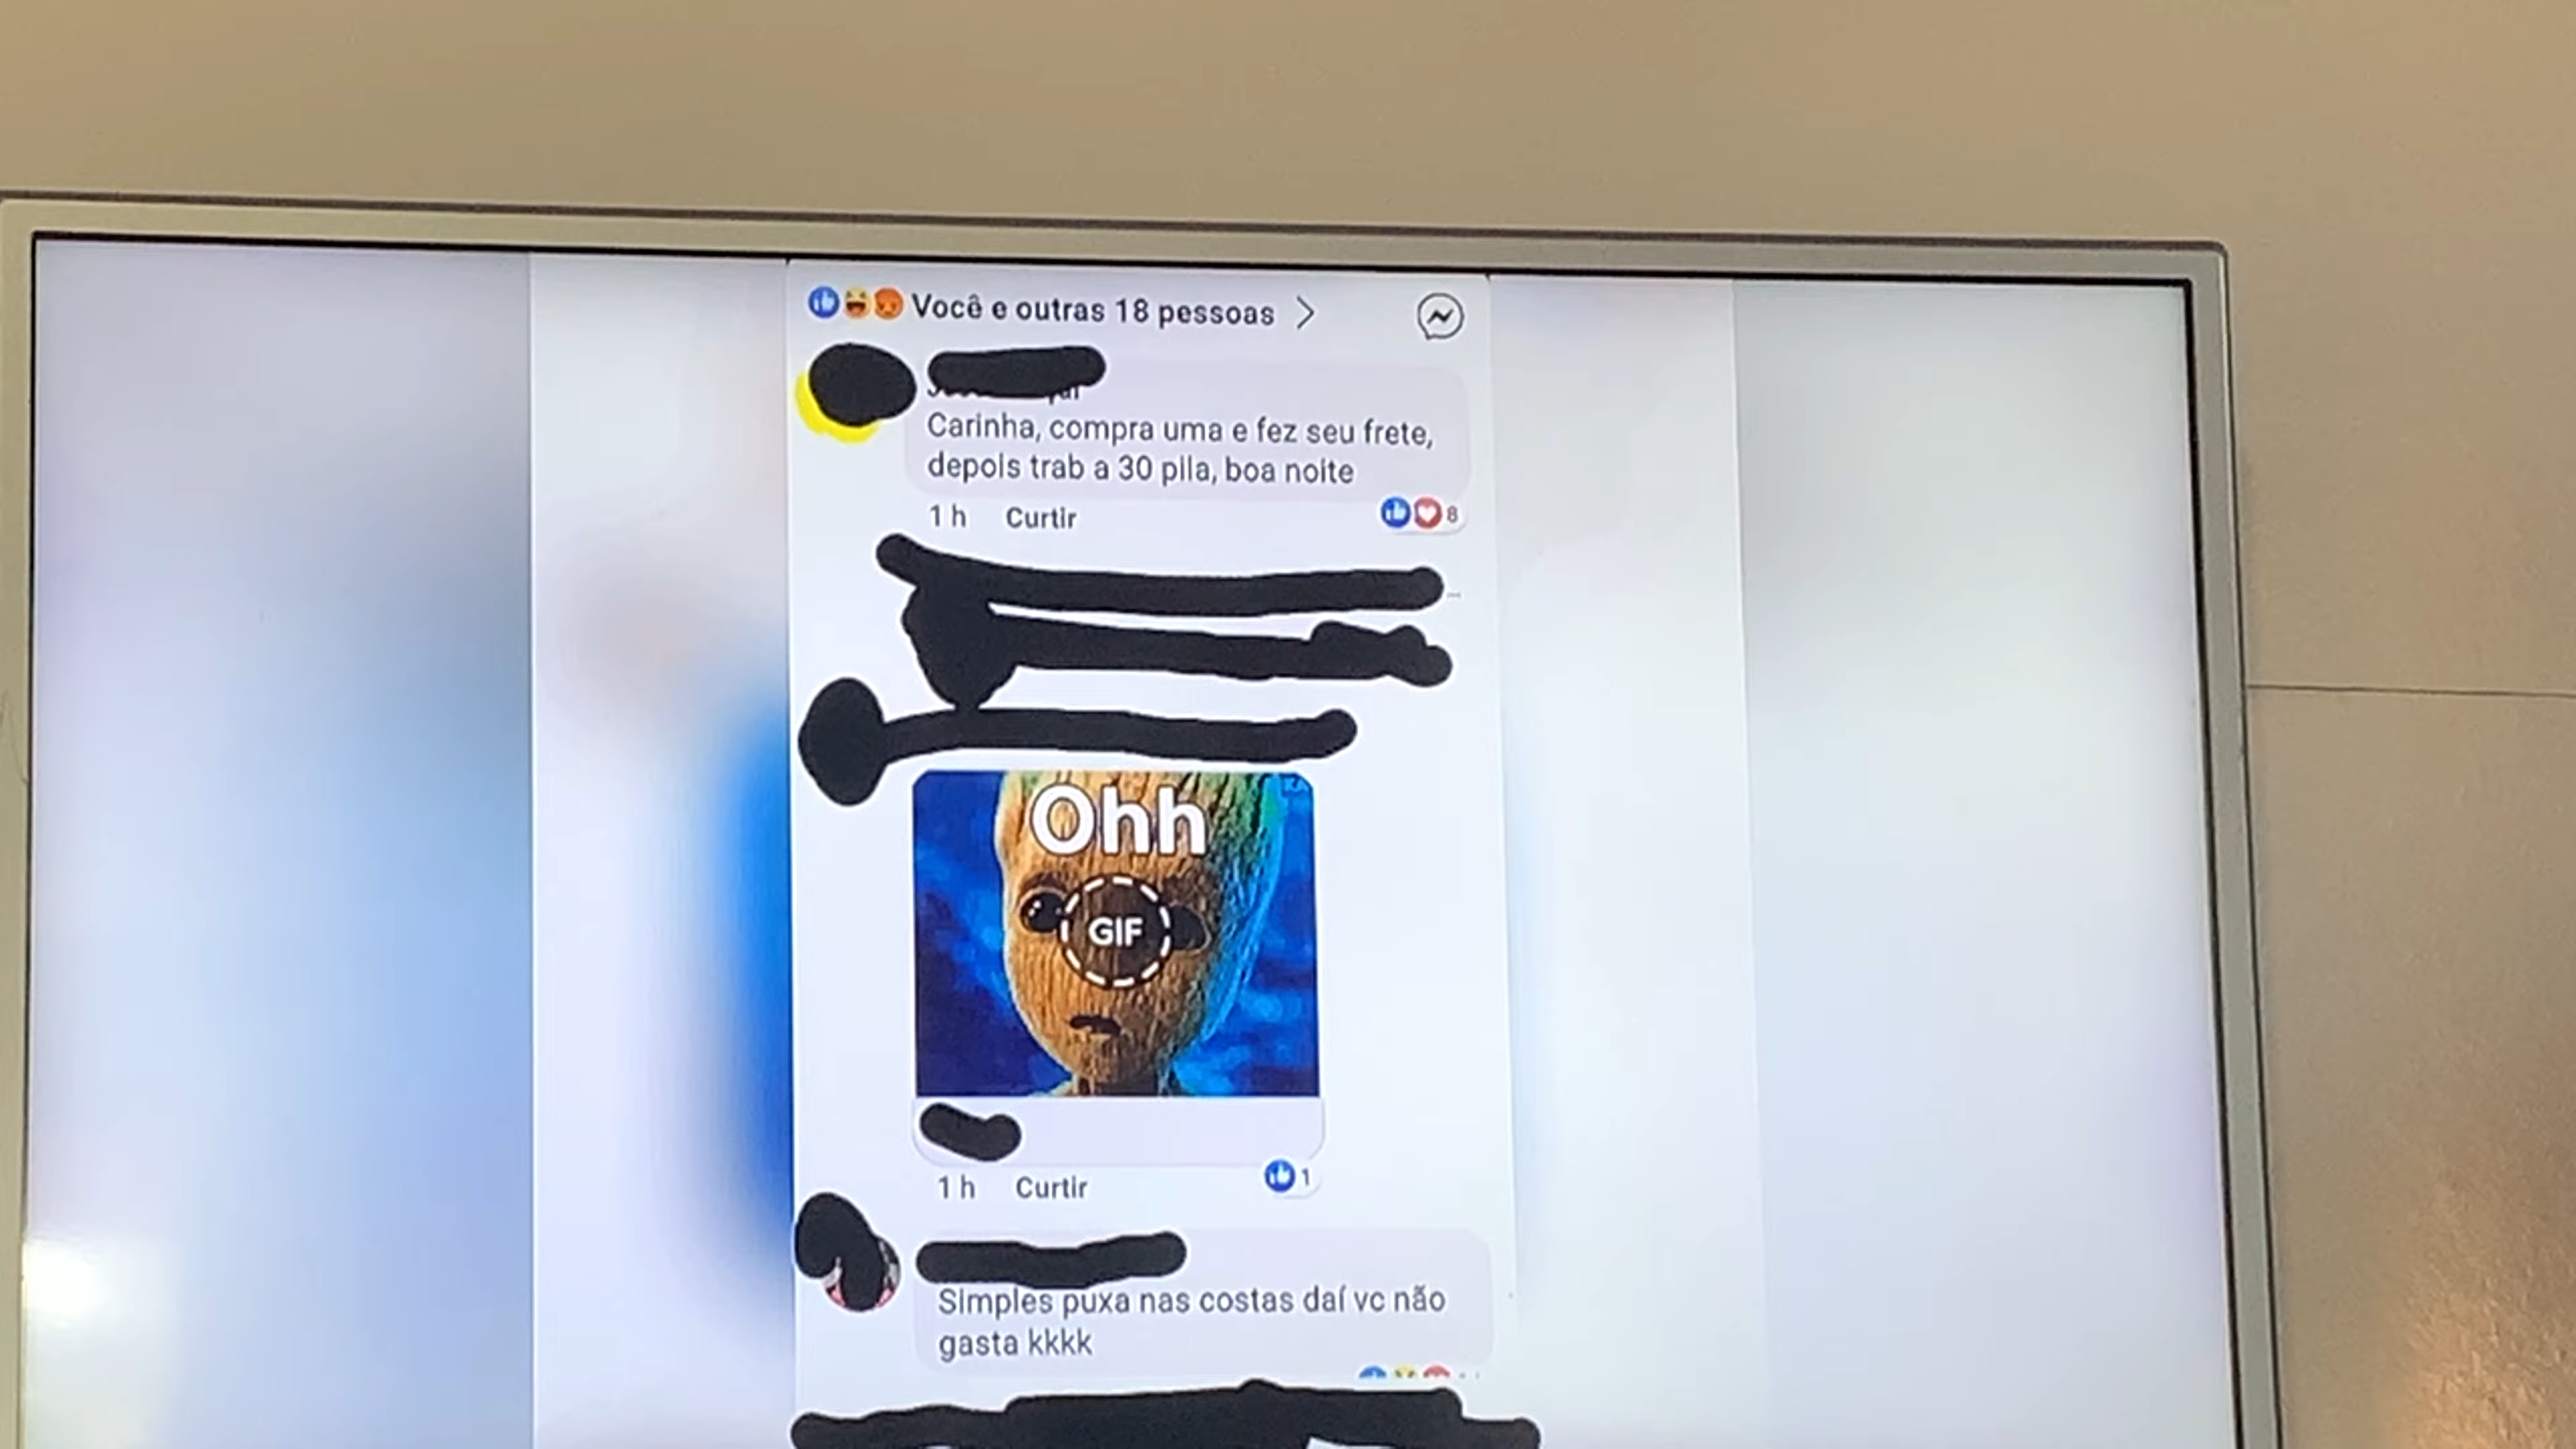 Você e outras 18 pessoas
Carinha, compra uma e fez seu frete,
depois trab a 30 pila, boa noite
1 h Curtir 8
Ohh
GIF
1 h Curtir 1
Simples puxa nas costas daí vc não
gasta kkkk